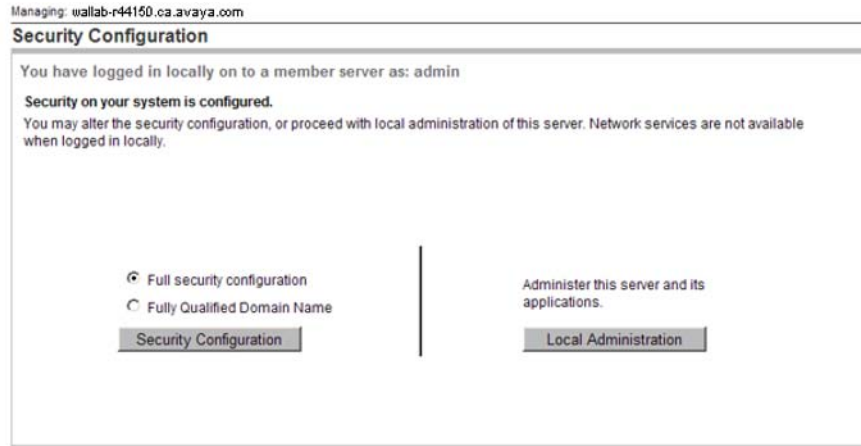 Managing: wallab-r44150.ca.avaya.com
Security Configuration
You have logged in locally on to a member server as: admin
Security on your system is configured.
You may alter the security configuration, or proceed with local administration of this server. Network services are not available
when logged in locally.
Full security configuration
Fully Qualified Domain Name
Security Configuration
Administer this server and its
applications.
Local Administration